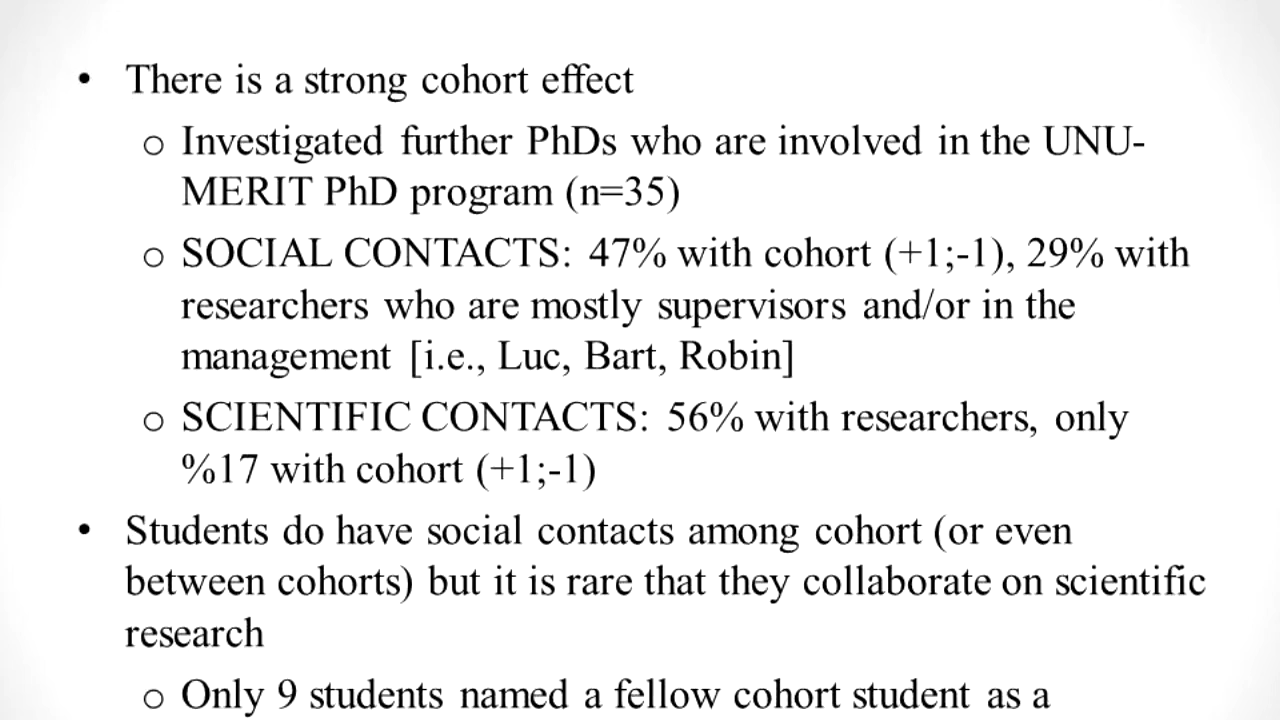 • There is a strong cohort effect
o Investigated further PhDs who are involved in the UNU-
MERIT PhD program (n=35)
o SOCIAL CONTACTS: 47% with cohort (+1;-1), 29% with
researchers who are mostly supervisors and/or in the
management [i.e., Luc, Bart, Robin]
o SCIENTIFIC CONTACTS: 56% with researchers, only
%17 with cohort (+1;-1)
• Students do have social contacts among cohort (or even
between cohorts) but it is rare that they collaborate on scientific
research
o Only 9 students named a fellow cohort student as a